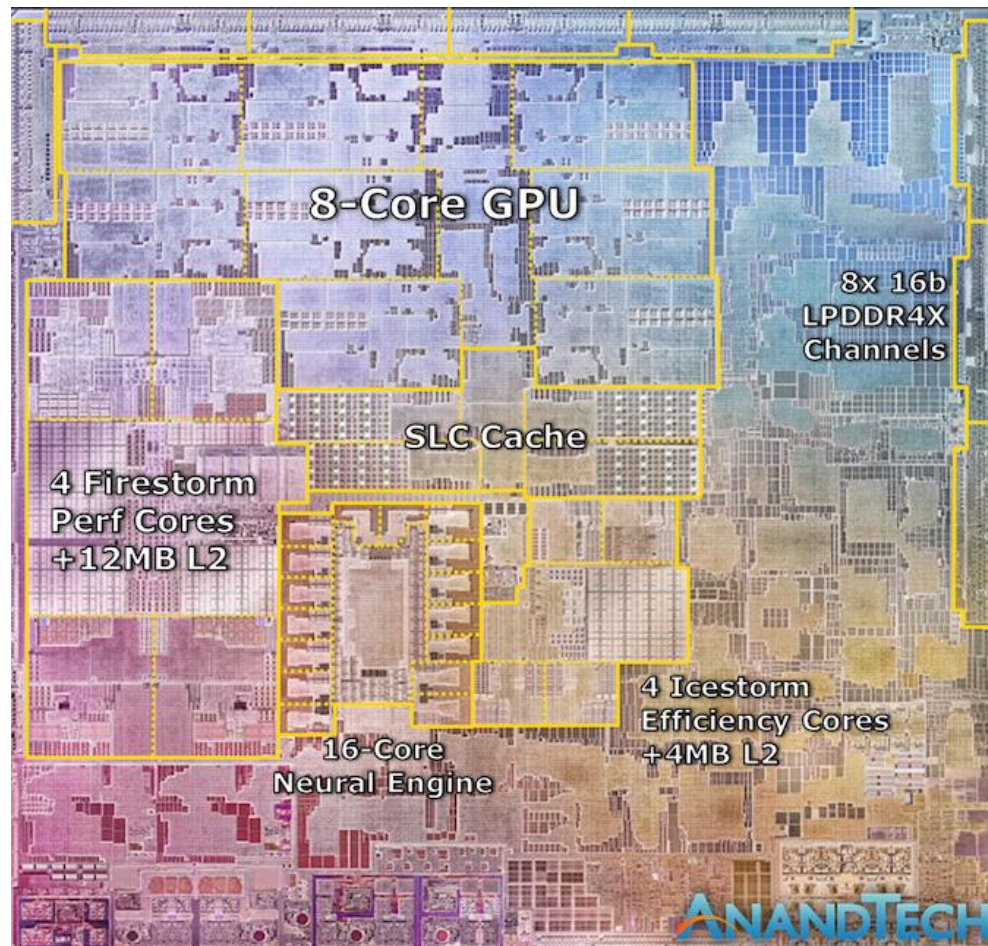 8-Core GPU
8x 16b
LPDDR4X
Channels
SLC Cache
4 Firestorm
Perf Cores
+12MB L2
4 Icestorm
Efficiency Cores
+4MB L2
16-Core
Neural Engine
ANANDTECH